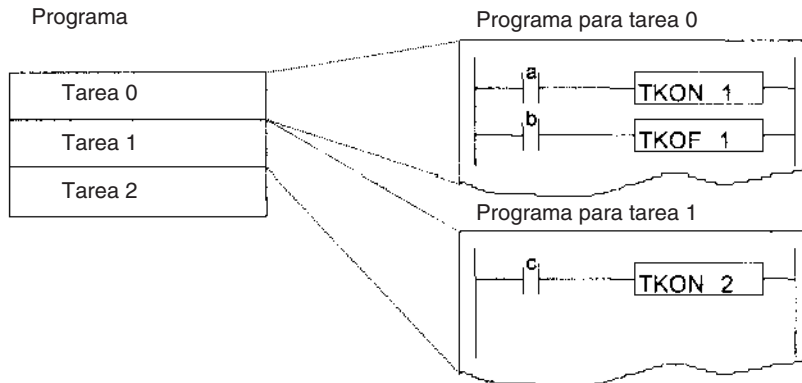 Programa
Tarea 0
Tarea 1
Tarea 2
Programa para tarea 0
a
TKON 1
b
TKOF 1
Programa para tarea 1
c
TKON 2